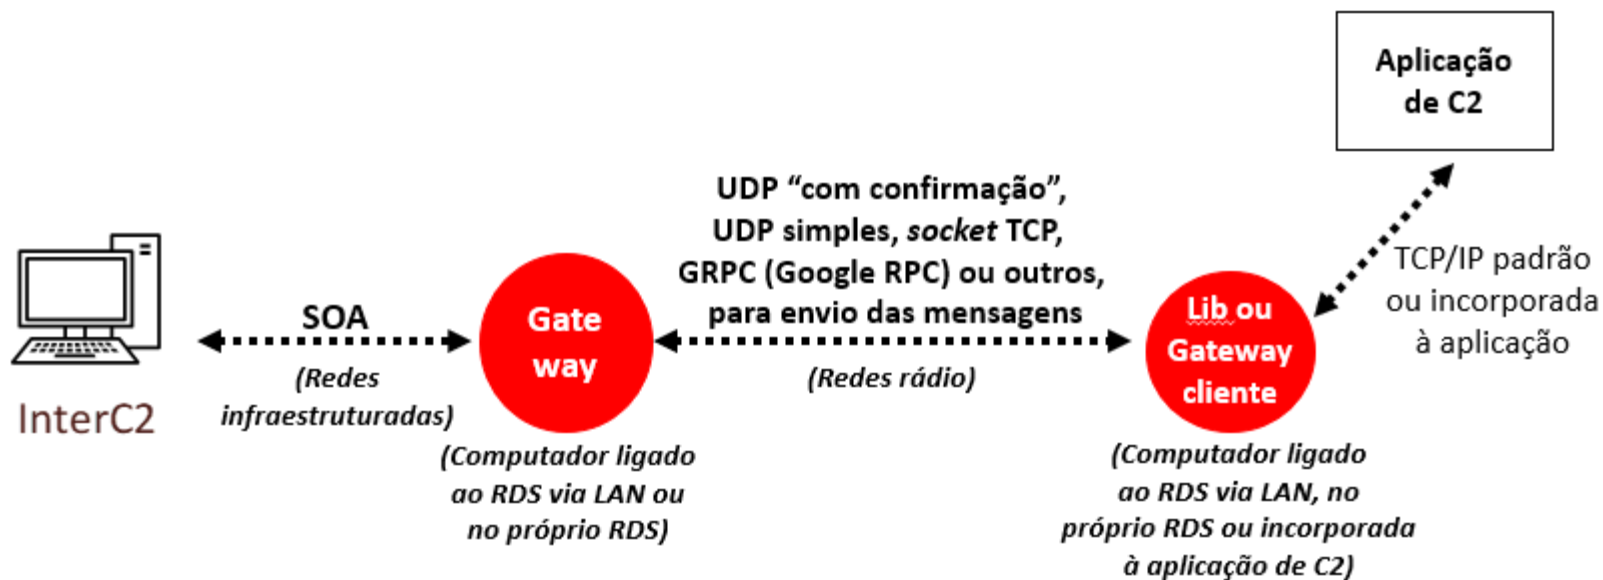 Aplicação
de C2
UDP “com confirmação”,
UDP simples, socket TCP,
GRPC (Google RPC) ou outros,
para envio das mensagens
(Redes rádio)
TCP/IP padrão
ou incorporada
à aplicação
InterC2
SOA
(Redes
infraestruturadas)
Gate
way
(Computador ligado
ao RDS via LAN ou
no próprio RDS)
Lib ou
Gateway
cliente
(Computador ligado
ao RDS via LAN, no
próprio RDS ou incorporada
à aplicação de C2)